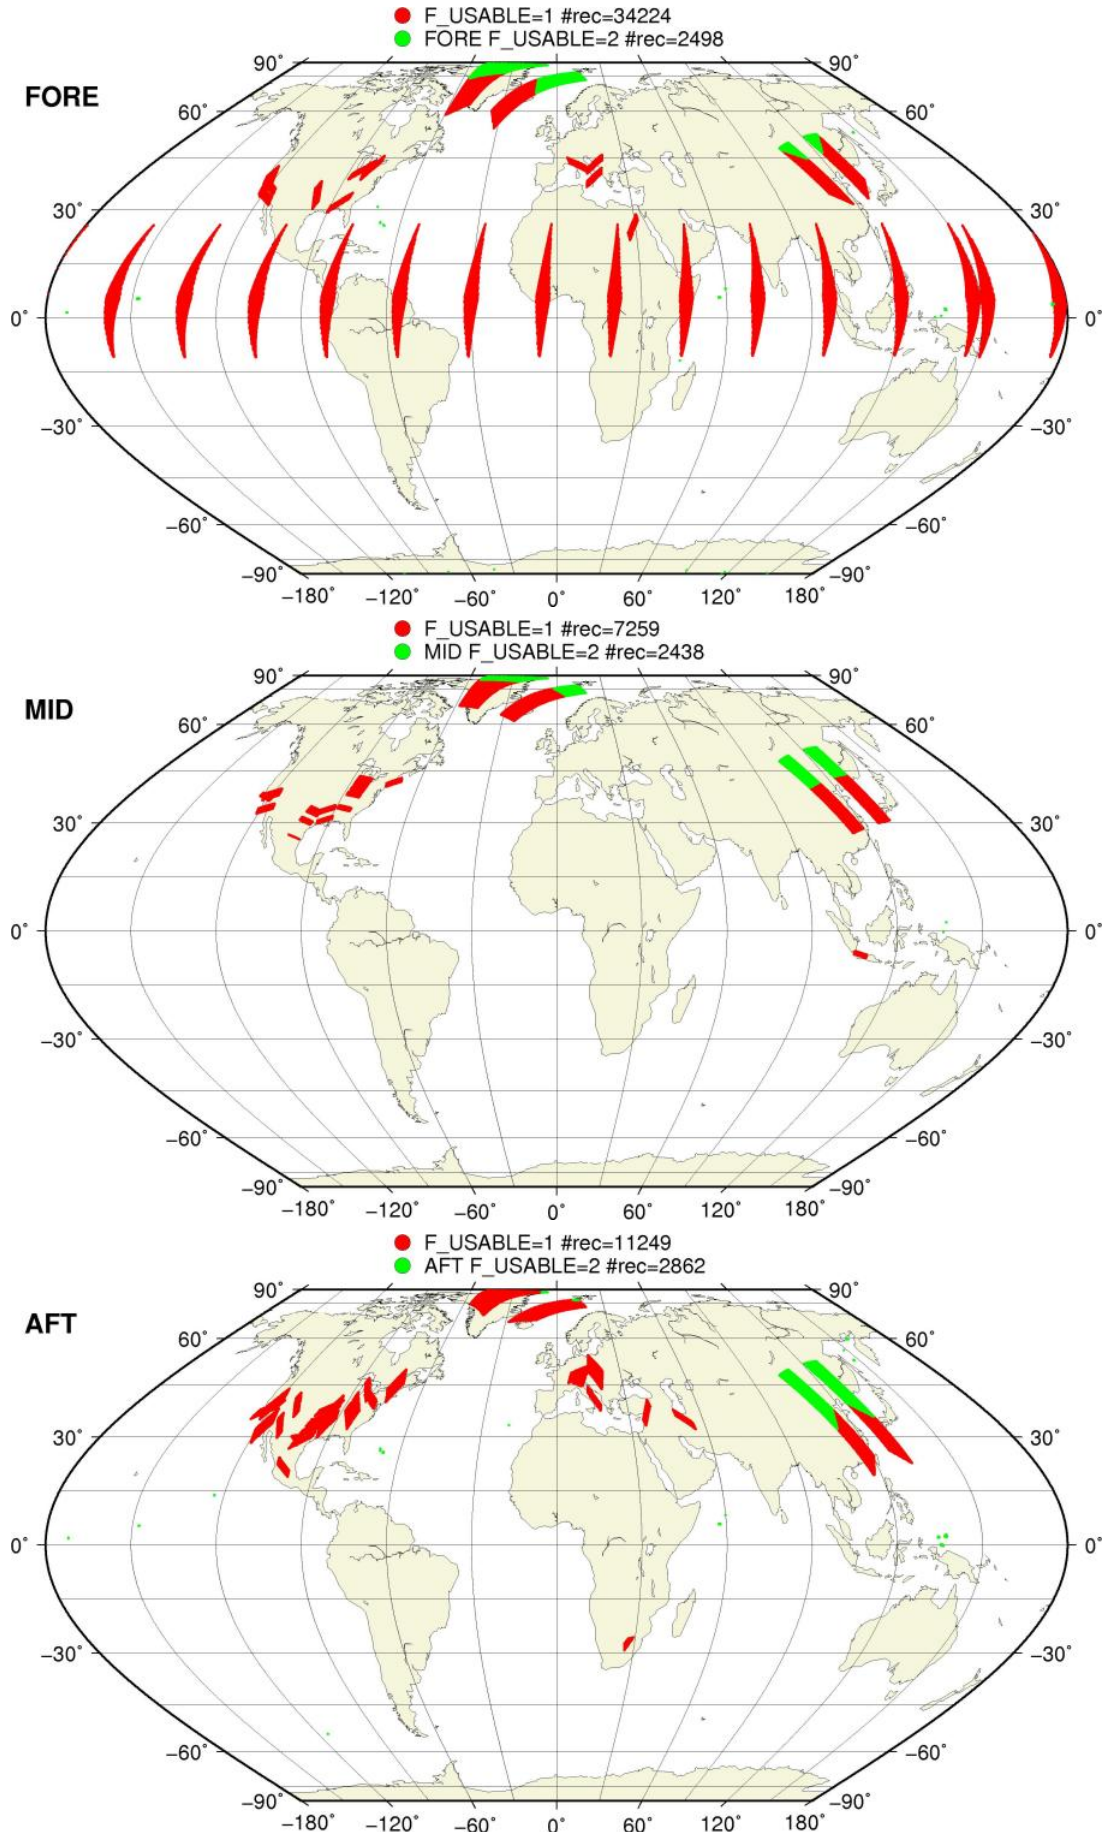 F_USABLE=1 #rec=34224
FORE F_USABLE=2 #rec=2498
FORE
90° 90°
60° 60°
30° 30°
0° 0°
−30° −30°
−60° −60°
−90° −90°
−180° −120° −60° 0° 60° 120° 180°
F_USABLE=1 #rec=7259
MID F_USABLE=2 #rec=2438
MID
90° 90°
60° 60°
30° 30°
0° 0°
−30° −30°
−60° −60°
−90° −90°
−180° −120° −60° 0° 60° 120° 180°
F_USABLE=1 #rec=11249
AFT F_USABLE=2 #rec=2862
AFT
90° 90°
60° 60°
30° 30°
0° 0°
−30° −30°
−60° −60°
−90° −90°
−180° −120° −60° 0° 60° 120° 180°